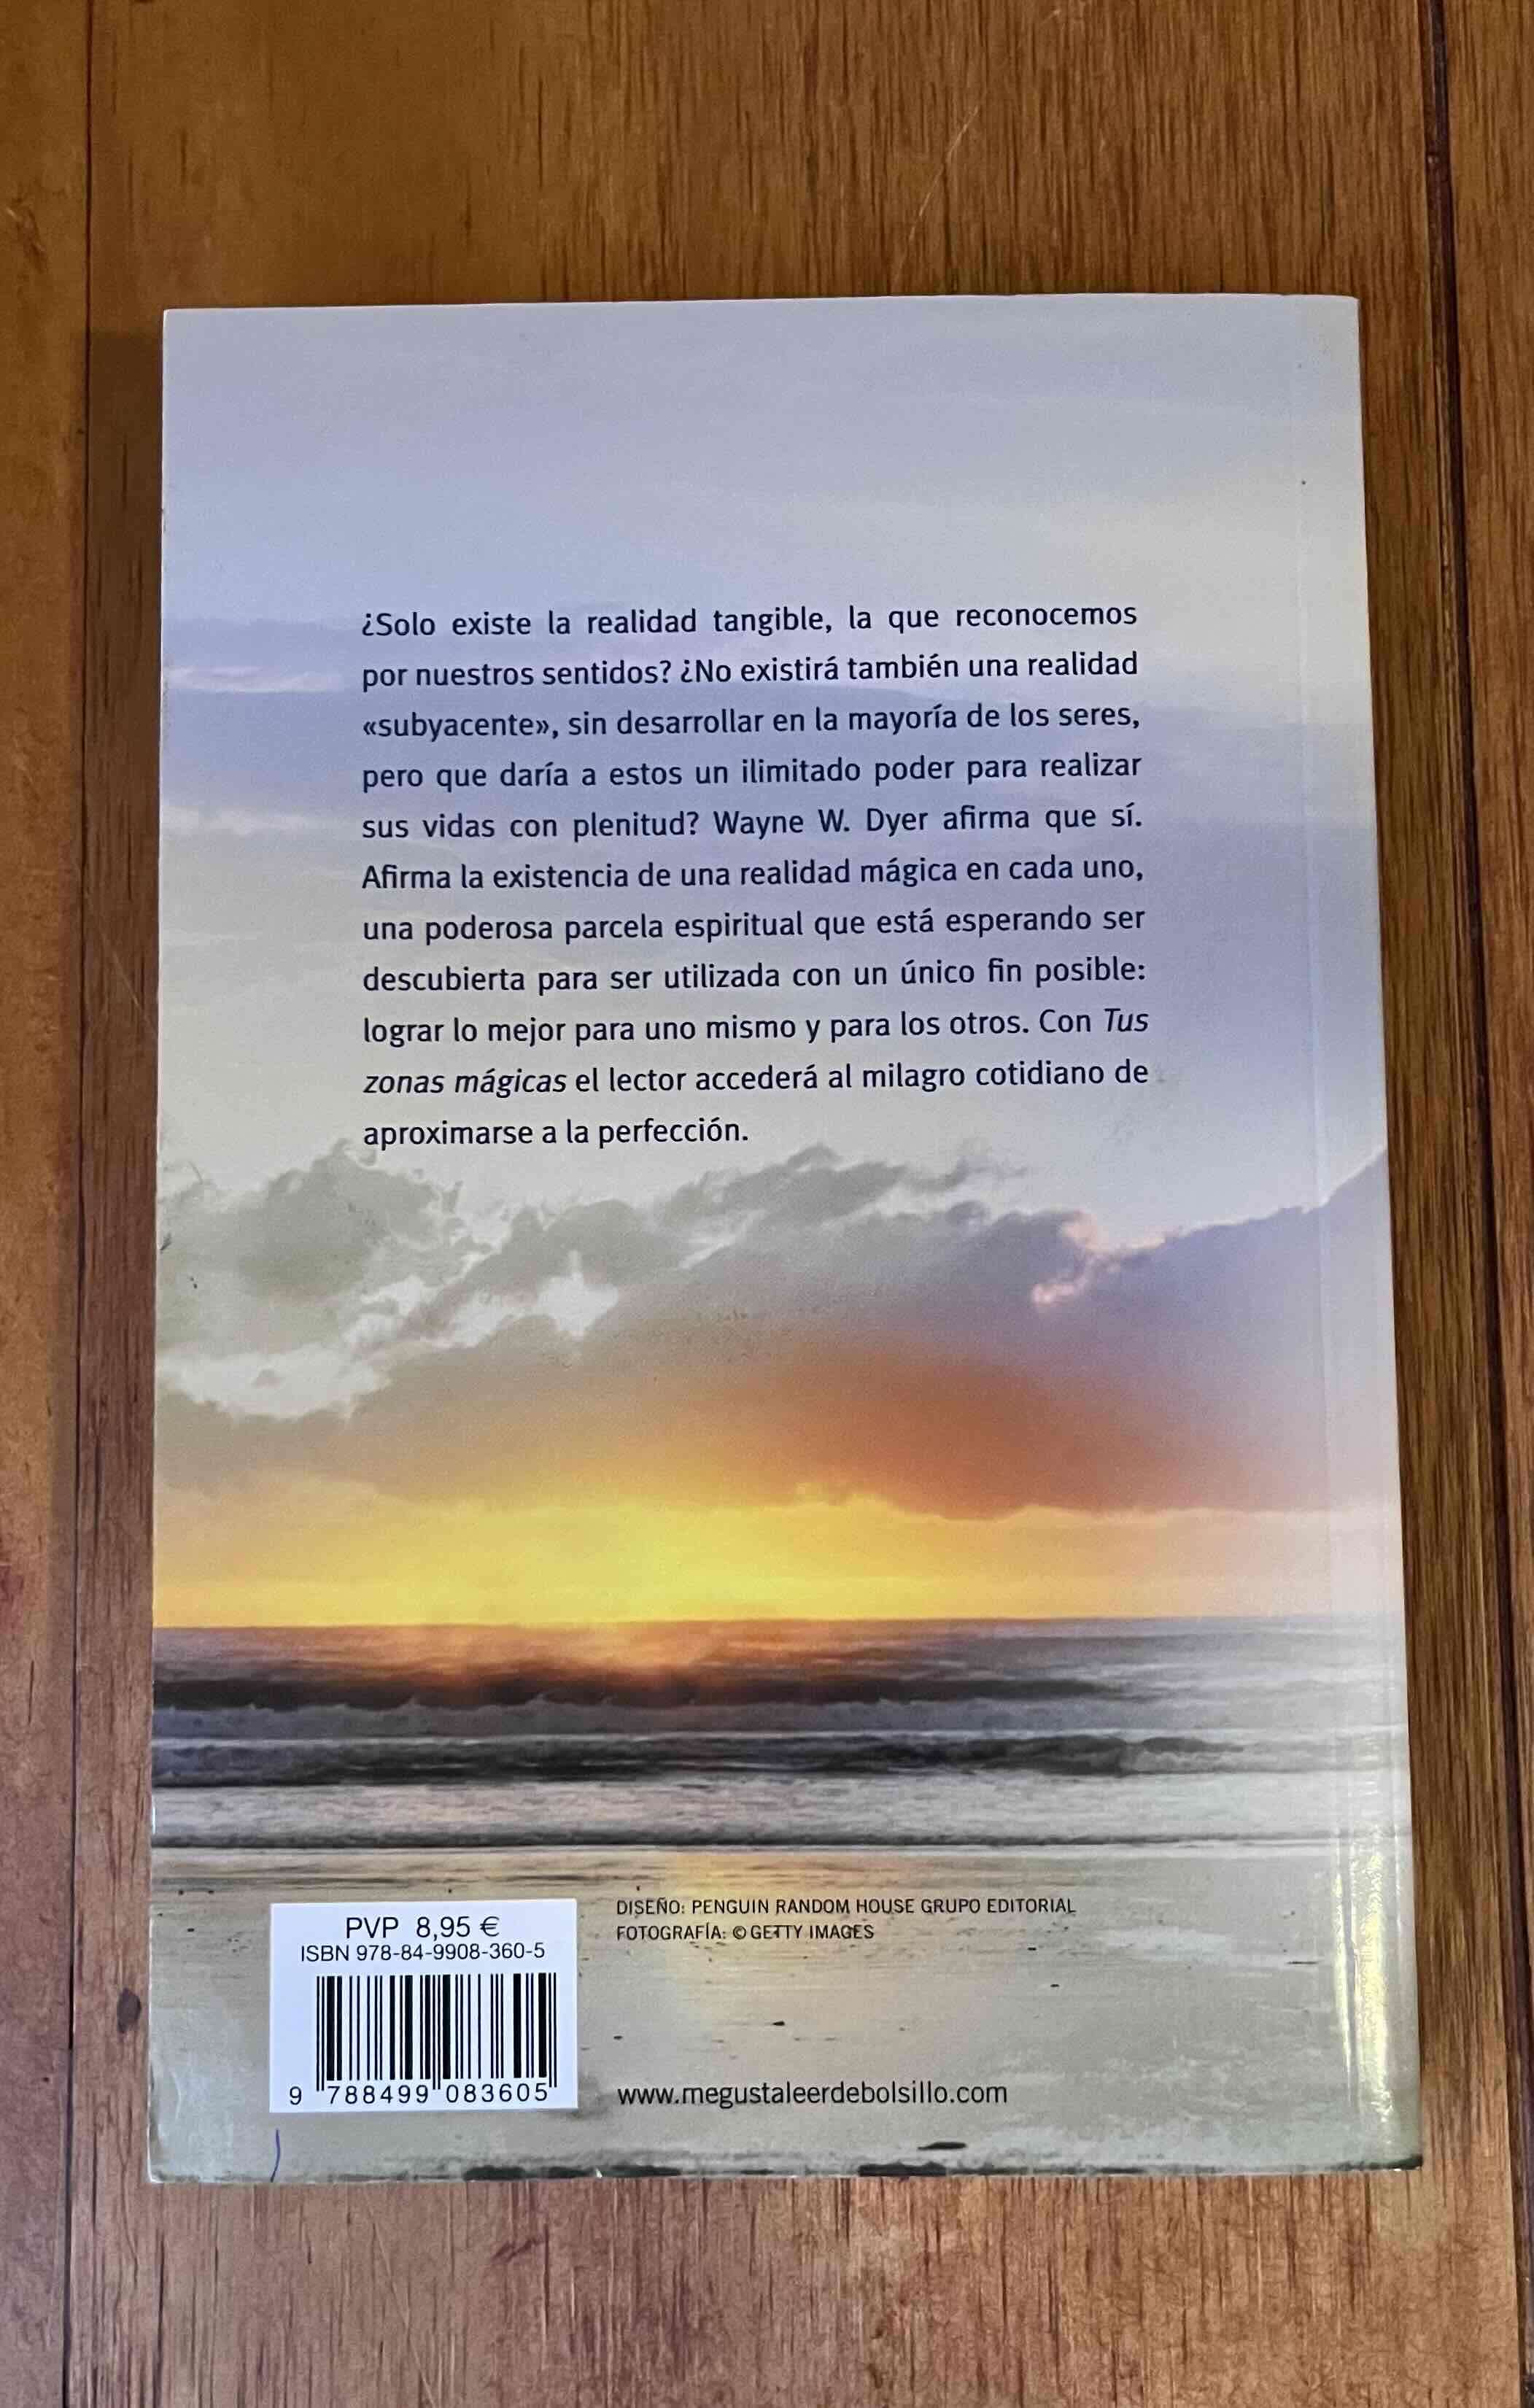 ¿Solo existe la realidad tangible, la que reconocemos
por nuestros sentidos? ¿No existirá también una realidad
«subyacente», sin desarrollar en la mayoría de los seres,
pero que daría a estos un ilimitado poder para realizar
sus vidas con plenitud? Wayne W. Dyer afirma que sí.
Afirma la existencia de una realidad mágica en cada uno,
una poderosa parcela espiritual que está esperando ser
descubierta para ser utilizada con un único fin posible:
lograr lo mejor para uno mismo y para los otros. Con Tus
zonas mágicas el lector accederá al milagro cotidiano de
aproximarse a la perfección.
DISEÑO: PENGUIN RANDOM HOUSE GRUPO EDITORIAL
FOTOGRAFÍA: © GETTY IMAGES
PVP 8,95 €
ISBN 978-84-9908-360-5
9 788499 083605
www.megustaleerdebolsillo.com